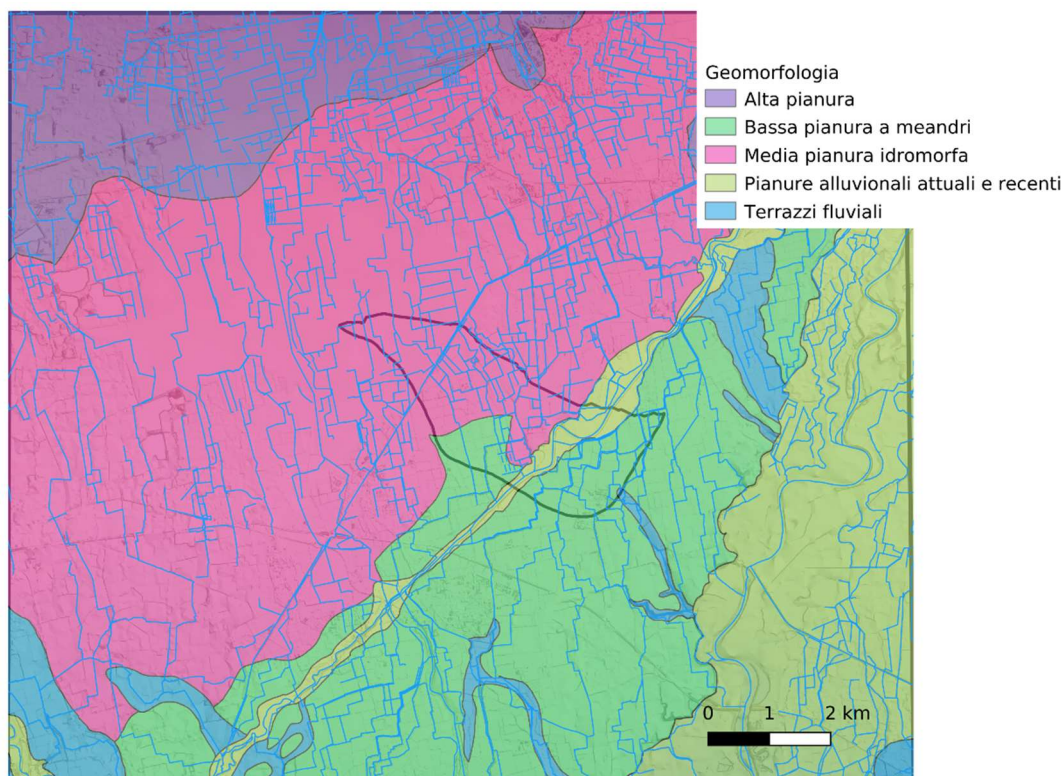 Geomorfologia
Alta pianura
Bassa pianura a meandri
Media pianura idromorfa
Pianure alluvionali attuali e recenti
Terrazzi fluviali
0 1 2 km